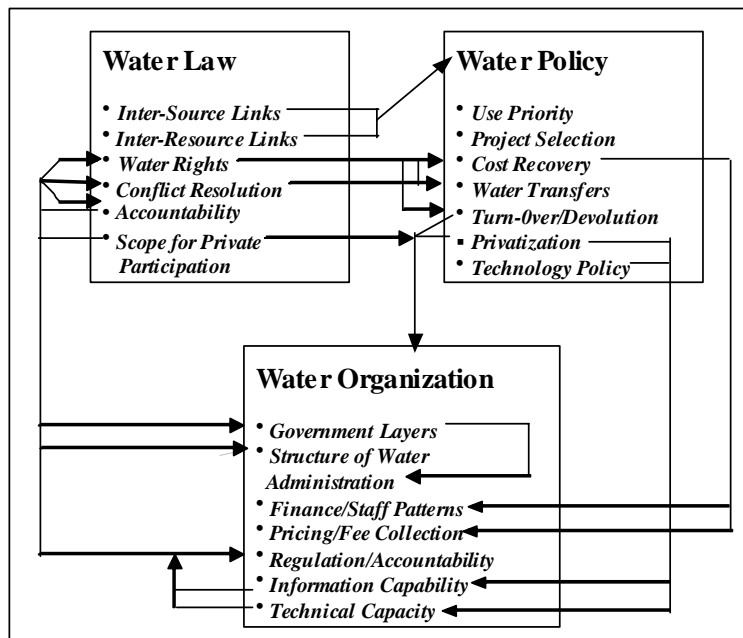 Water Law
• Inter-Source Links
• Inter-Resource Links
• Water Rights
• Conflict Resolution
• Accountability
• Scope for Private
Participation
Water Policy
• Use Priority
• Project Selection
• Cost Recovery
• Water Transfers
• Turn-0ver/Devolution
▪ Privatization
• Technology Policy
Water Organization
• Government Layers
• Structure of Water
Administration
• Finance/Staff Patterns
• Pricing/Fee Collection
• Regulation/Accountability
• Information Capability
• Technical Capacity